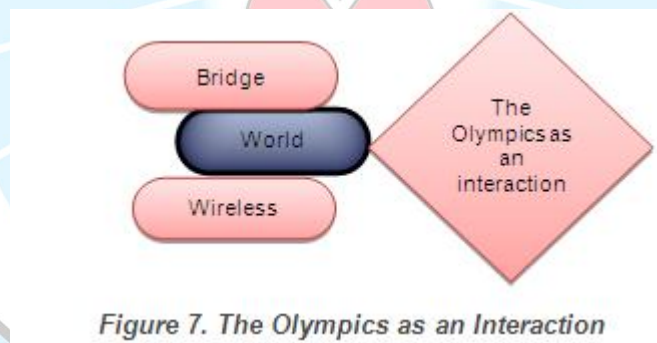 Bridge
World
Wireless
The
Olympics as
an
interaction
Figure 7. The Olympics as an Interaction